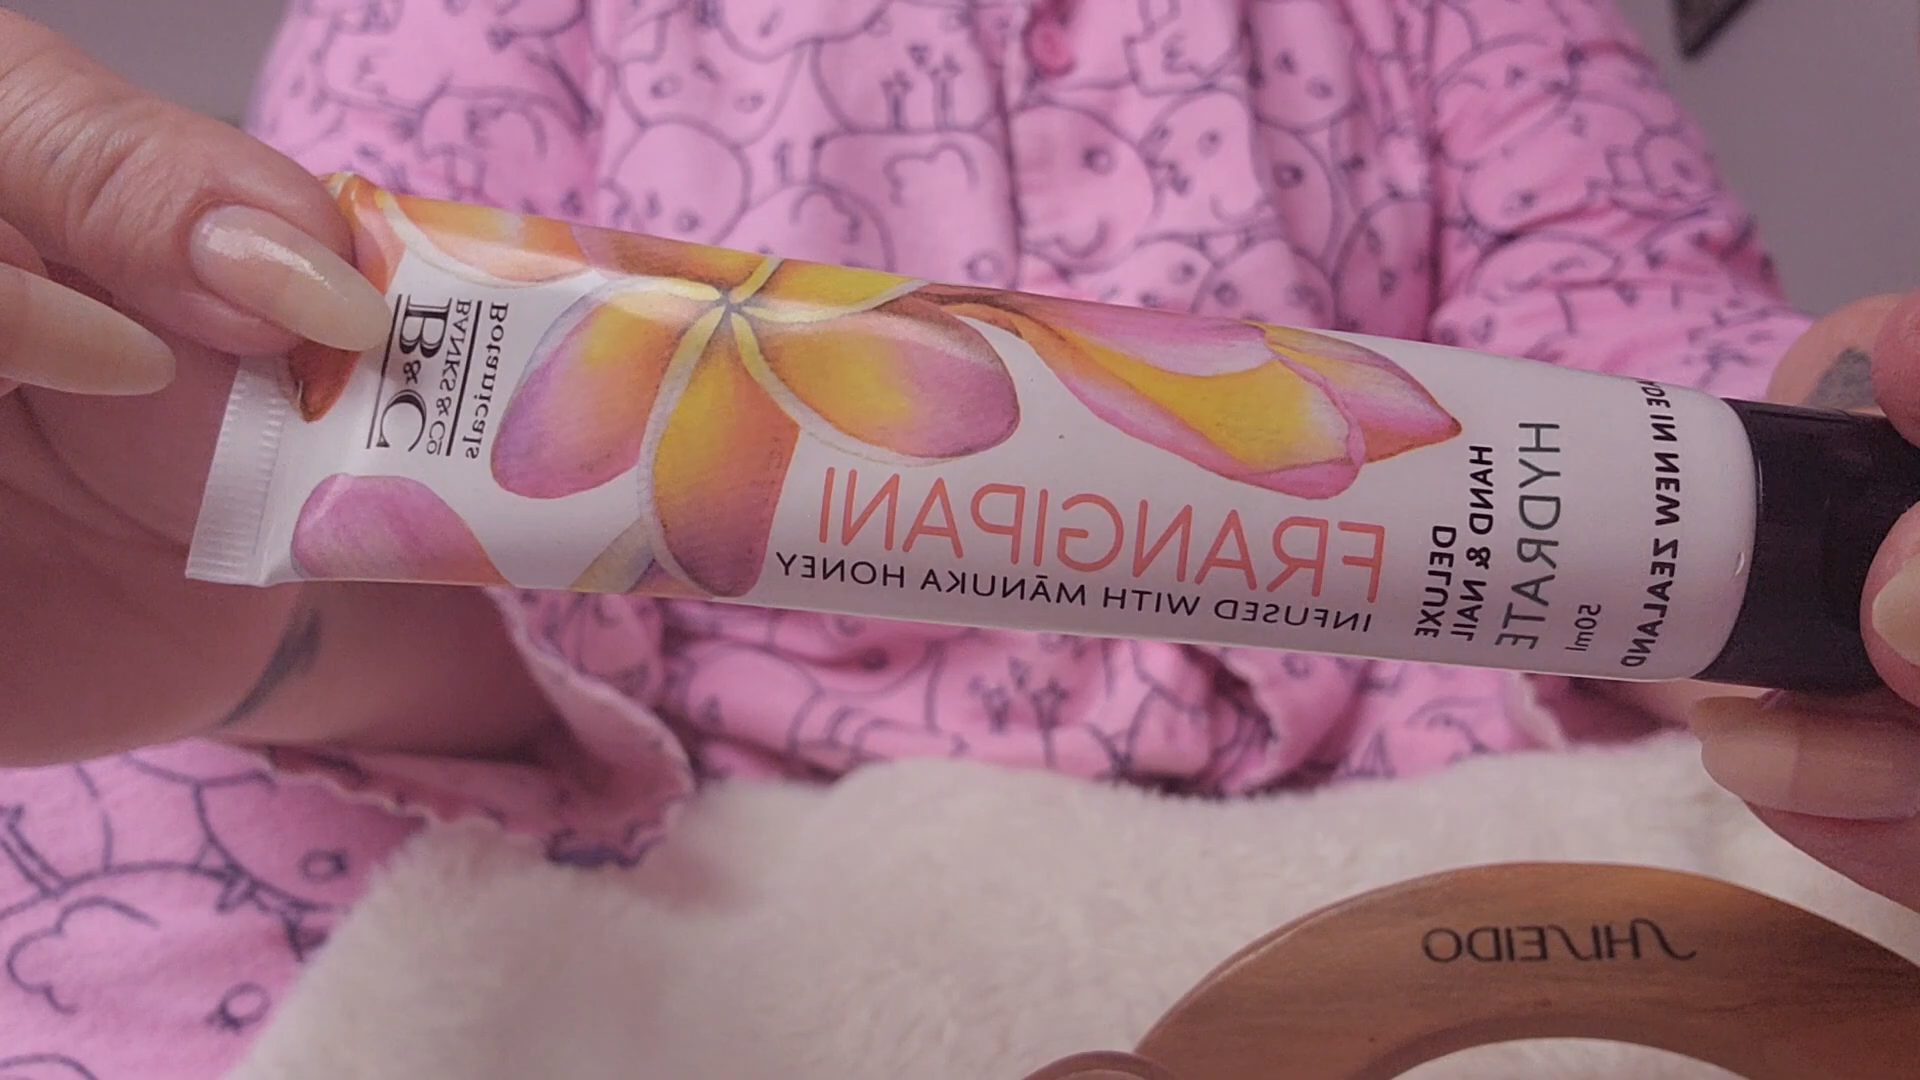 B&C
BANKS & Co
Botanicals
FRANGIPANI
INFUSED WITH MĀNUKA HONEY
DELUXE
HAND & NAIL
HYDRATE
50ml
MADE IN NEW ZEALAND
SHISEIDO